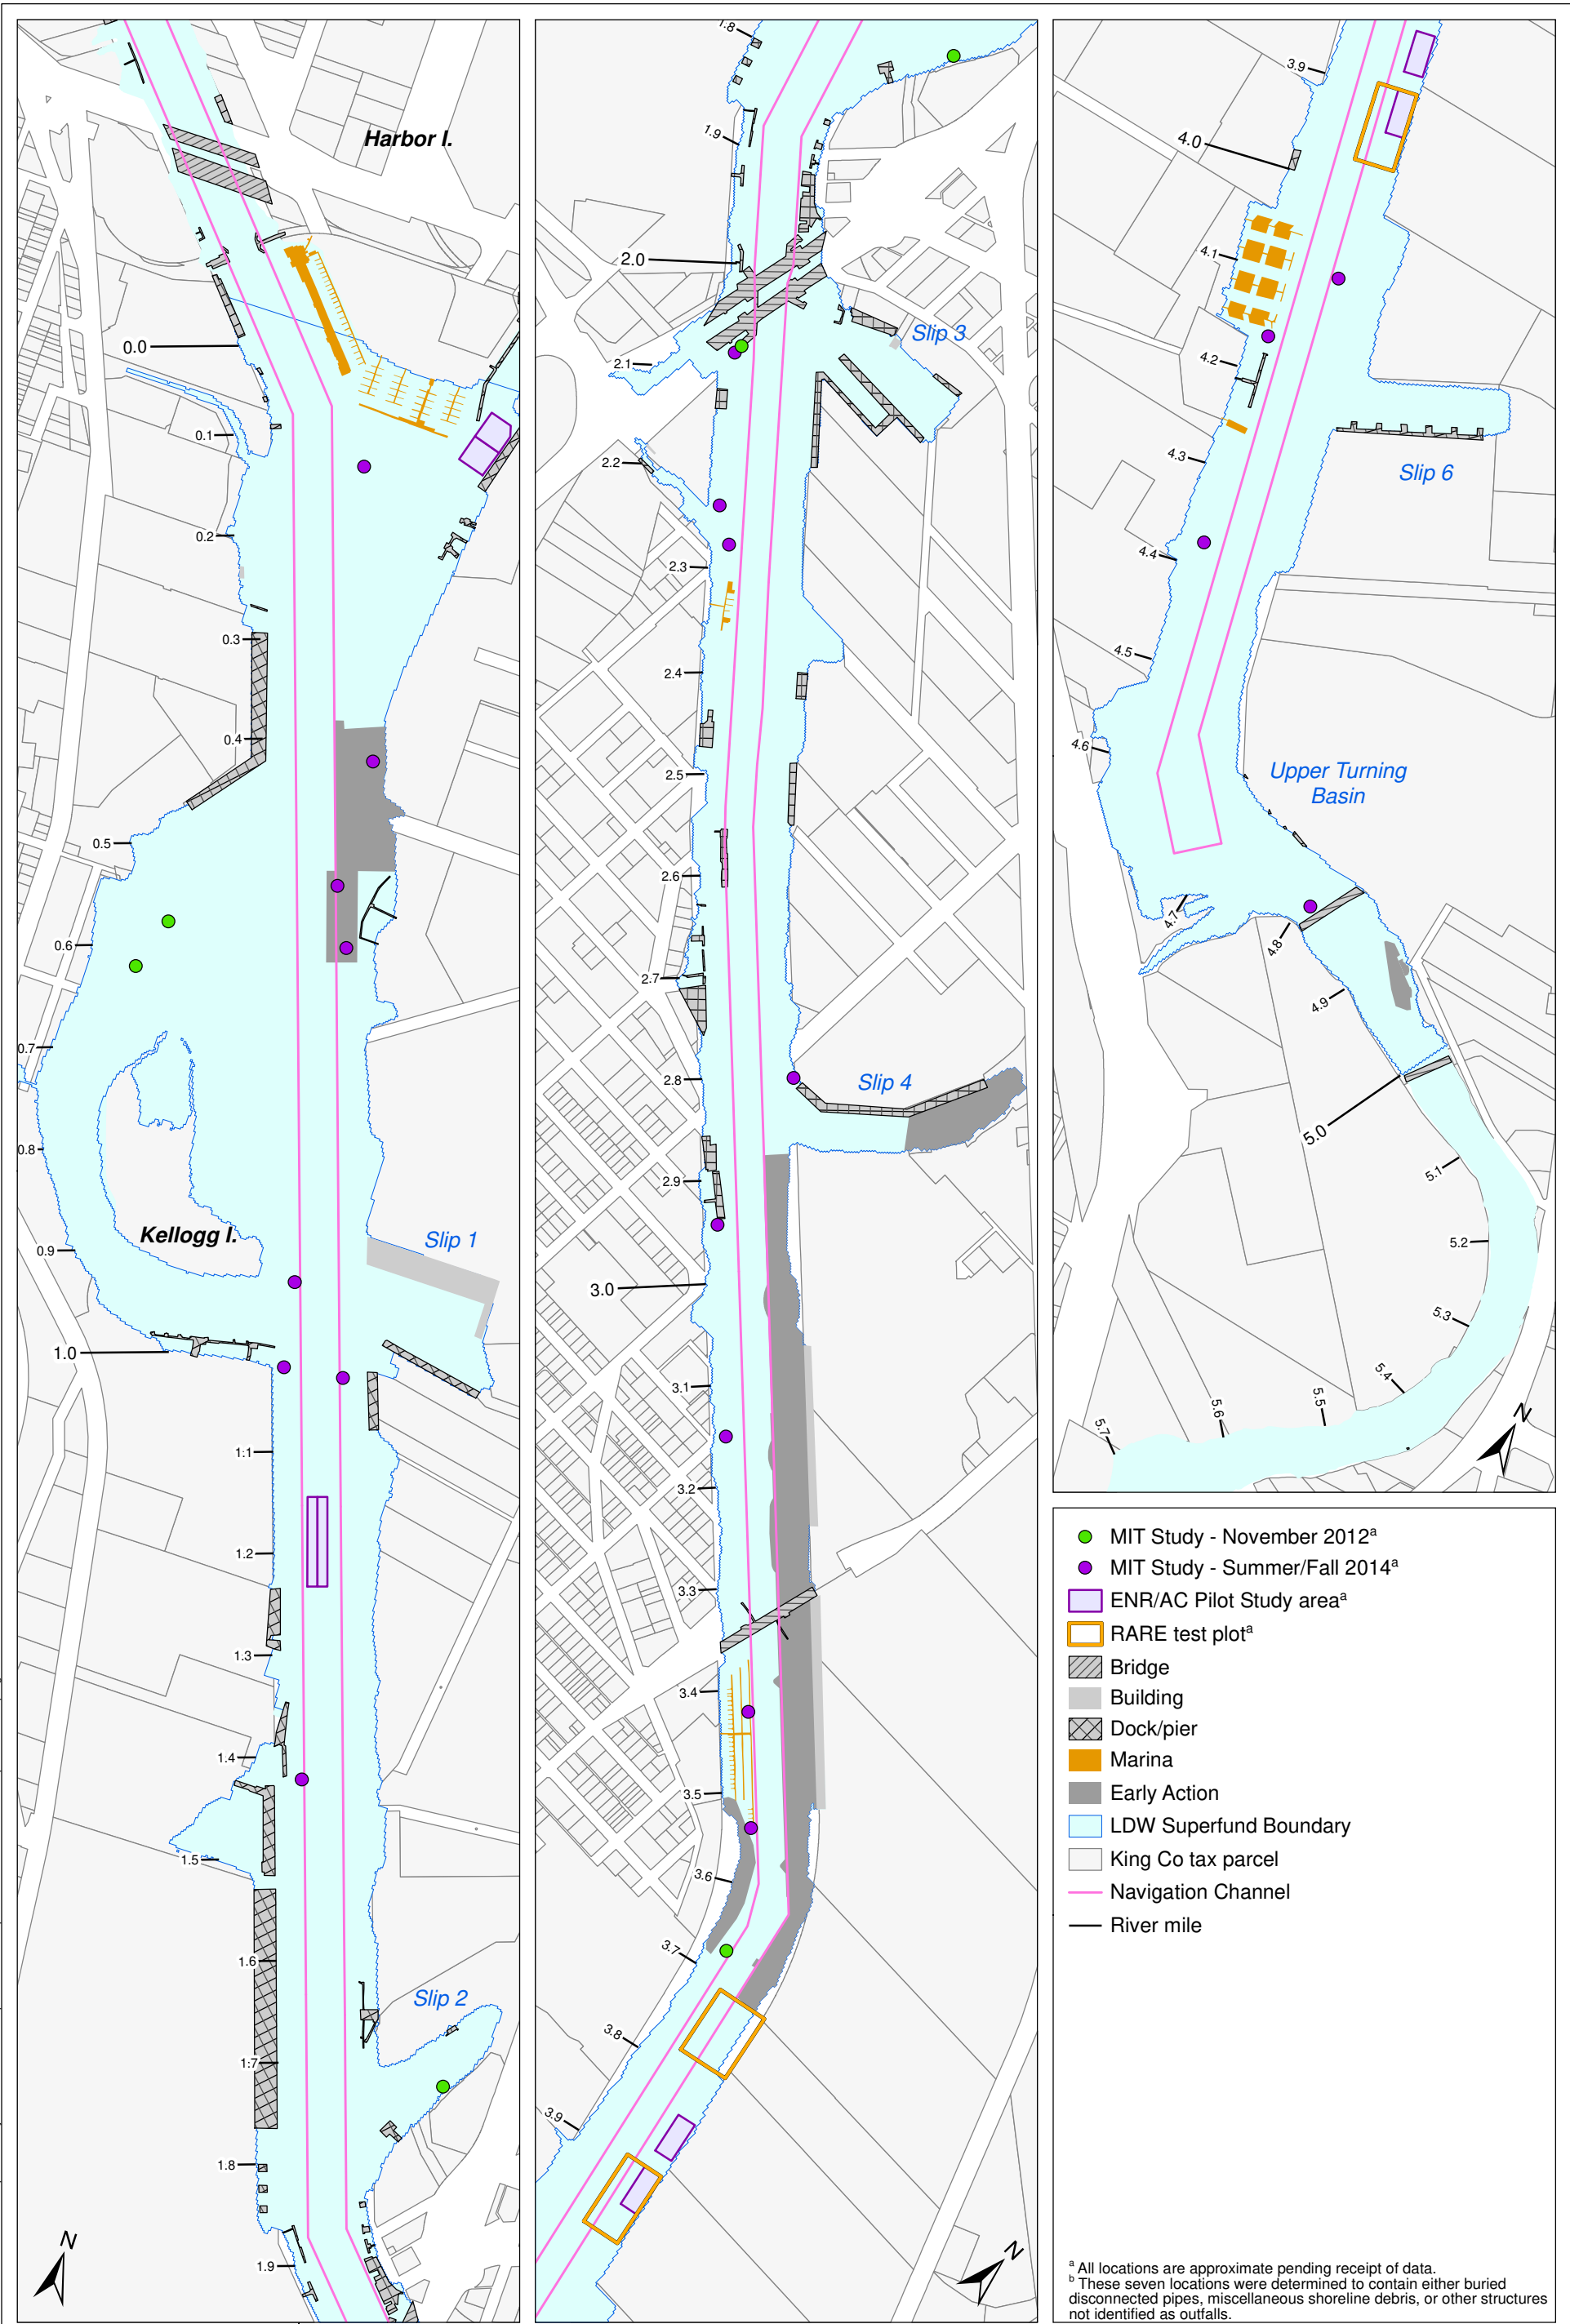 Harbor I.
0.0
0.1
0.2
0.3
0.4
0.5
0.6
0.7
0.8
Kellogg I.
Slip 1
0.9
1.0
1.1
1.2
1.3
1.4
1.5
1.6
Slip 2
1.7
1.8
1.9
N
1.8
1.9
2.0
Slip 3
2.1
2.2
2.3
2.4
2.5
2.6
2.7
2.8
Slip 4
2.9
3.0
3.1
3.2
3.3
3.4
3.5
3.6
3.7
3.8
3.9
N
3.9
4.0
4.1
4.2
4.3
Slip 6
4.4
4.5
4.6
Upper Turning
Basin
4.7
4.8
4.9
5.0
5.1
5.2
5.3
5.4
5.5
5.6
5.7
N
MIT Study - November 2012a
MIT Study - Summer/Fall 2014a
ENR/AC Pilot Study areaa
RARE test plota
Bridge
Building
Dock/pier
Marina
Early Action
LDW Superfund Boundary
King Co tax parcel
Navigation Channel
River mile
a All locations are approximate pending receipt of data.
b These seven locations were determined to contain either buried
disconnected pipes, miscellaneous shoreline debris, or other structures
not identified as outfalls.